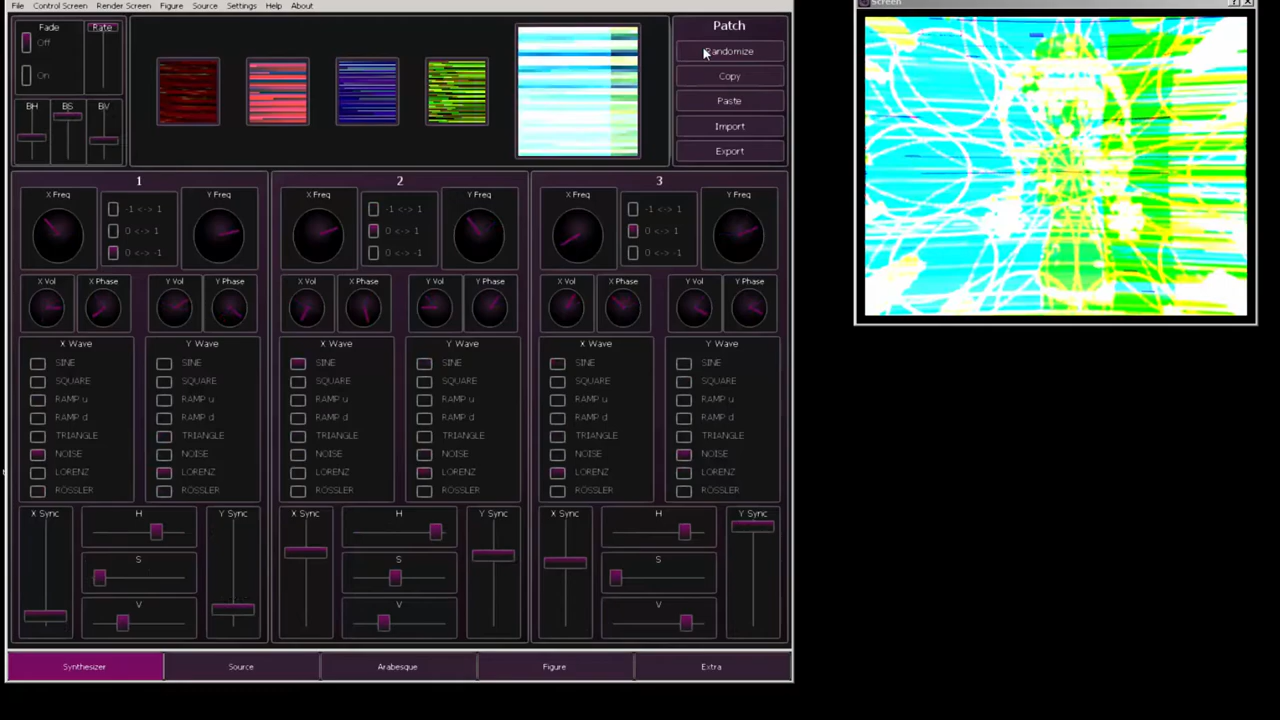 File Control Screen Render Screen Figure Source Settings Help About
Screen
Fade Rate
Off
On
BH BS BV
Patch
Randomize
Copy
Paste
Import
Export
1 2 3
X Freq -1 <-> 1 Y Freq X Freq -1 <-> 1 Y Freq X Freq -1 <-> 1 Y Freq
0 <-> 1 0 <-> 1 0 <-> 1
0 <-> -1 0 <-> -1 0 <-> -1
X Vol X Phase Y Vol Y Phase X Vol X Phase Y Vol Y Phase X Vol X Phase Y Vol Y Phase
X Wave Y Wave X Wave Y Wave X Wave Y Wave
SINE SINE SINE SINE SINE SINE
SQUARE SQUARE SQUARE SQUARE SQUARE SQUARE
RAMP u RAMP u RAMP u RAMP u RAMP u RAMP u
RAMP d RAMP d RAMP d RAMP d RAMP d RAMP d
TRIANGLE TRIANGLE TRIANGLE TRIANGLE TRIANGLE TRIANGLE
NOISE NOISE NOISE NOISE NOISE NOISE
LORENZ LORENZ LORENZ LORENZ LORENZ LORENZ
ROSSLER ROSSLER ROSSLER ROSSLER ROSSLER ROSSLER
X Sync H Y Sync X Sync H Y Sync X Sync H Y Sync
S S S
V V V
Synthesizer Source Arabesque Figure Extra